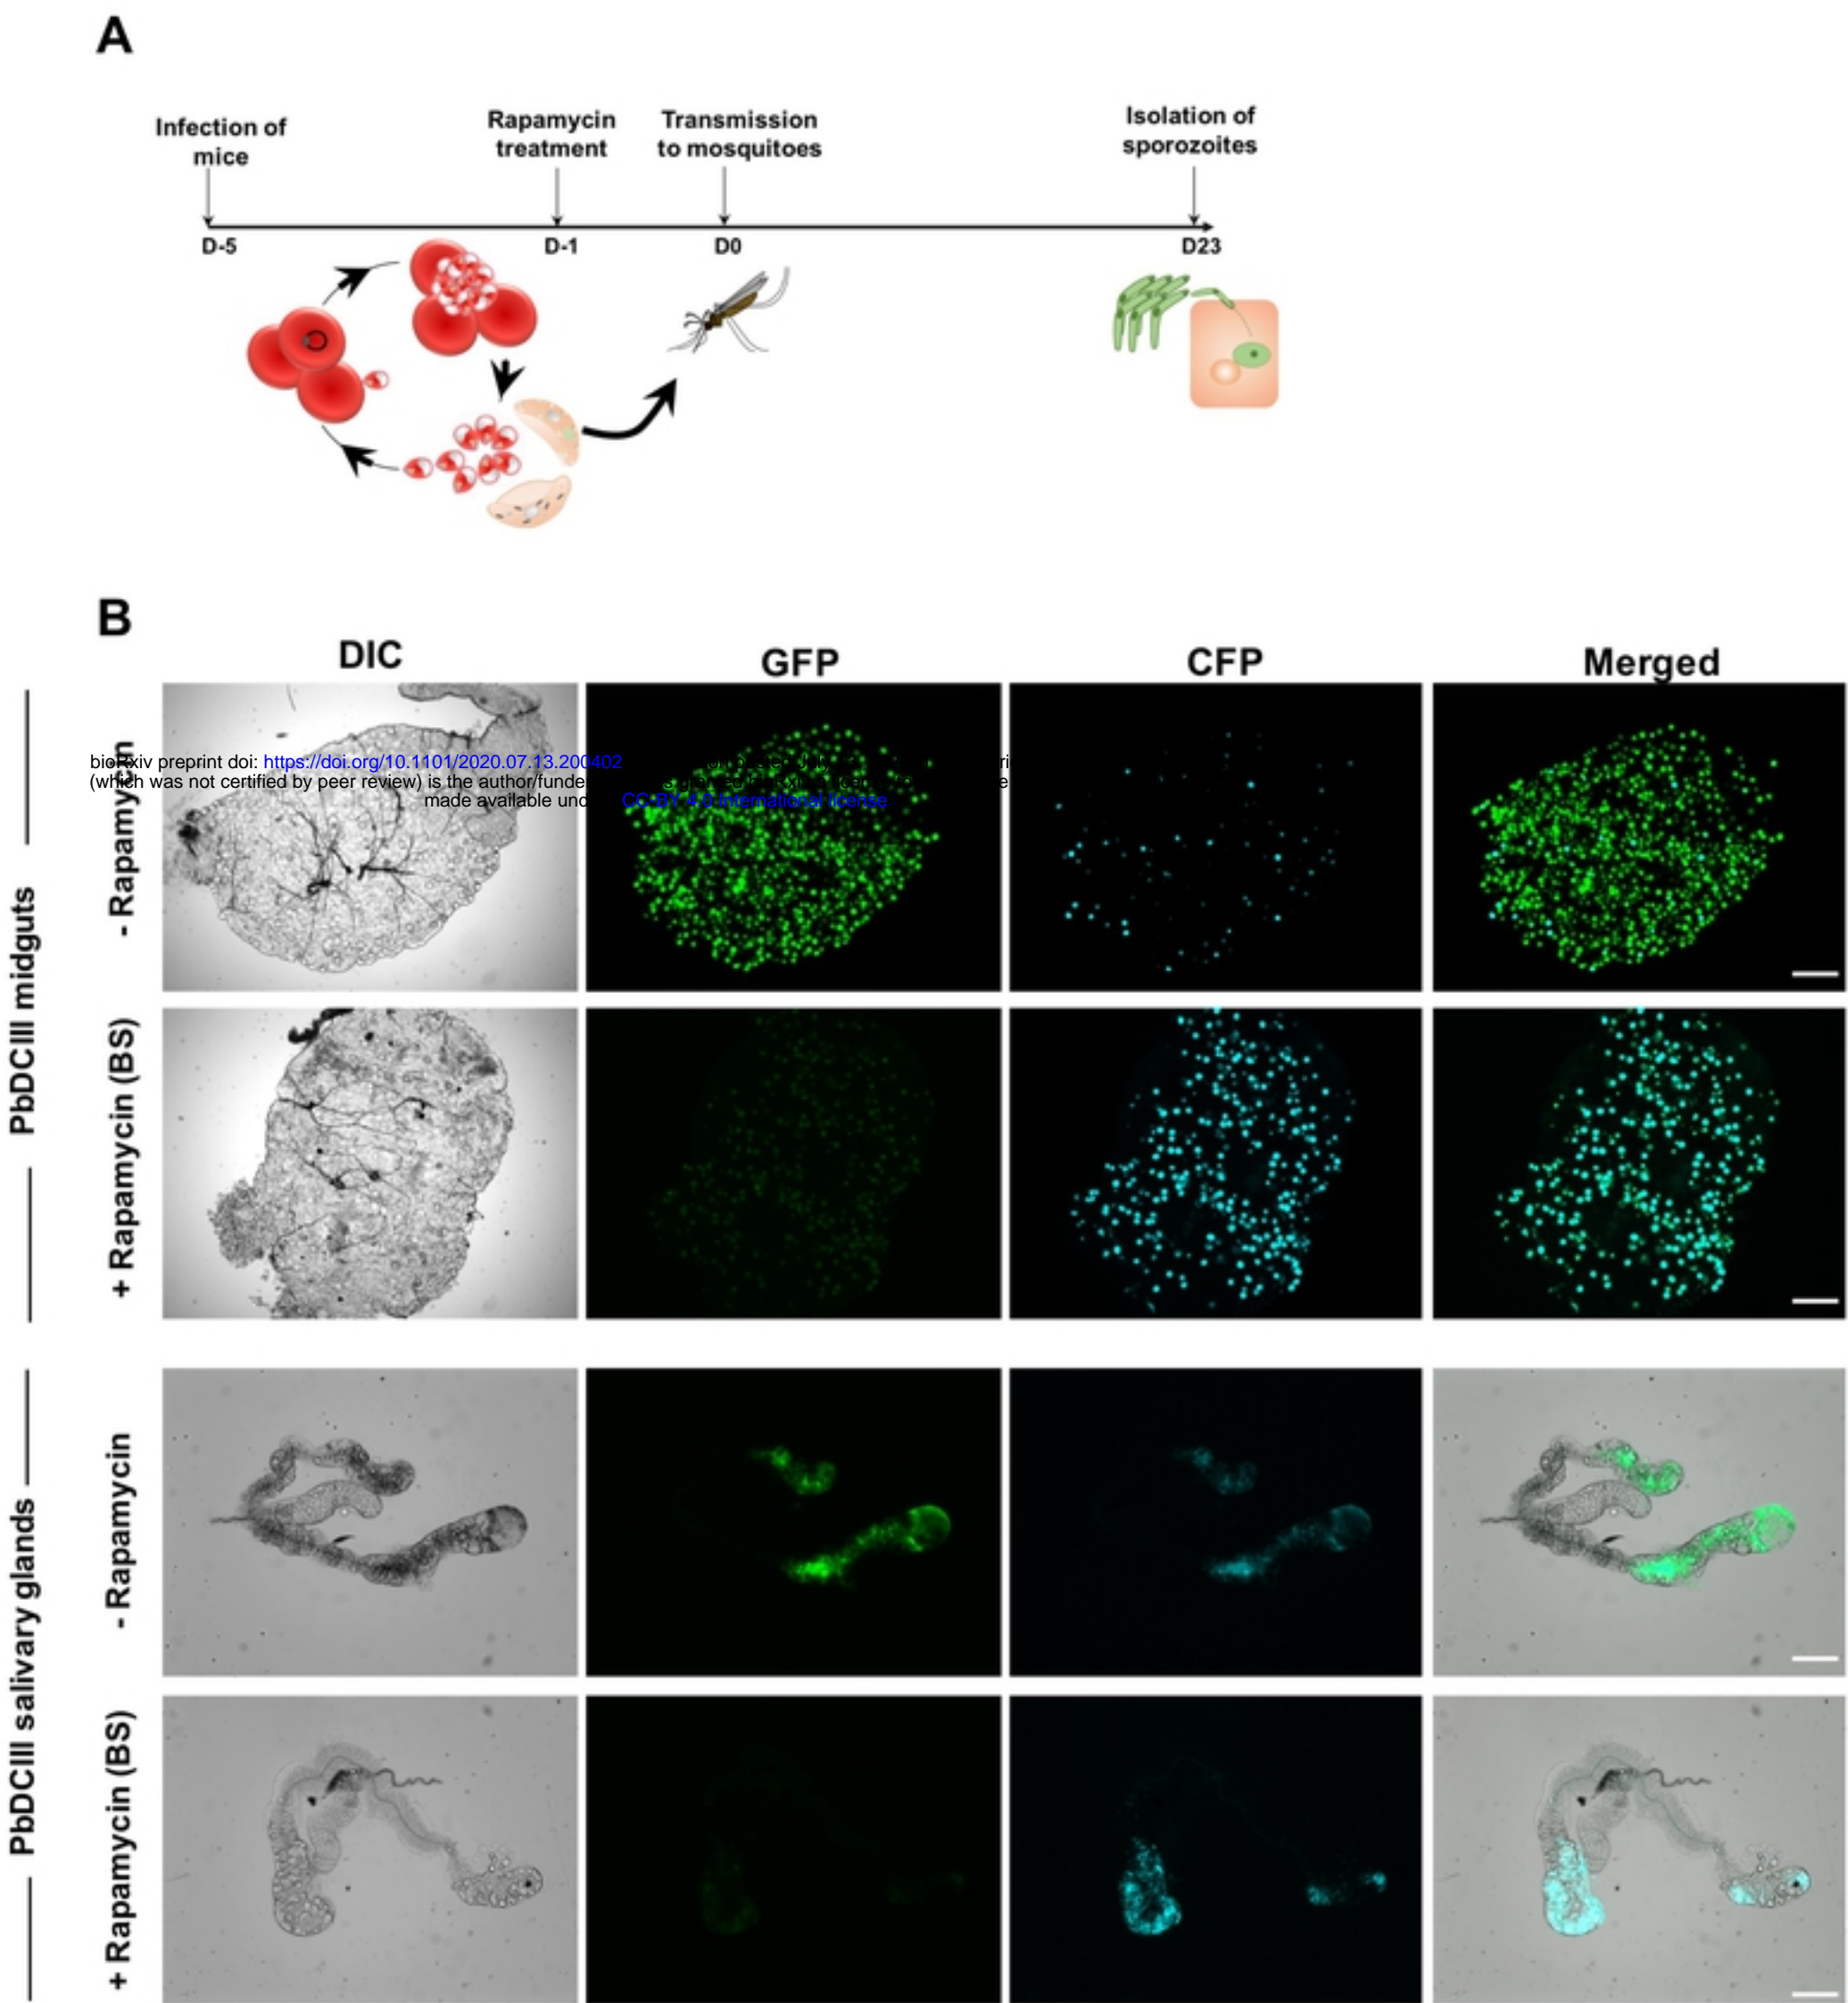 A
Infection of
mice
Rapamycin
treatment
Transmission
to mosquitoes
Isolation of
sporozoites
D-5
D-1
D0
D23
B
DIC
GFP
CFP
Merged
bioRxiv preprint doi: https://doi.org/10.1101/2020.07.13.200402
(which was not certified by peer review) is the
made available
CC-BY 4.0 International license
PbDCIII midguts
- Rapamycin
+ Rapamycin (BS)
PbDCIII salivary glands
- Rapamycin
+ Rapamycin (BS)